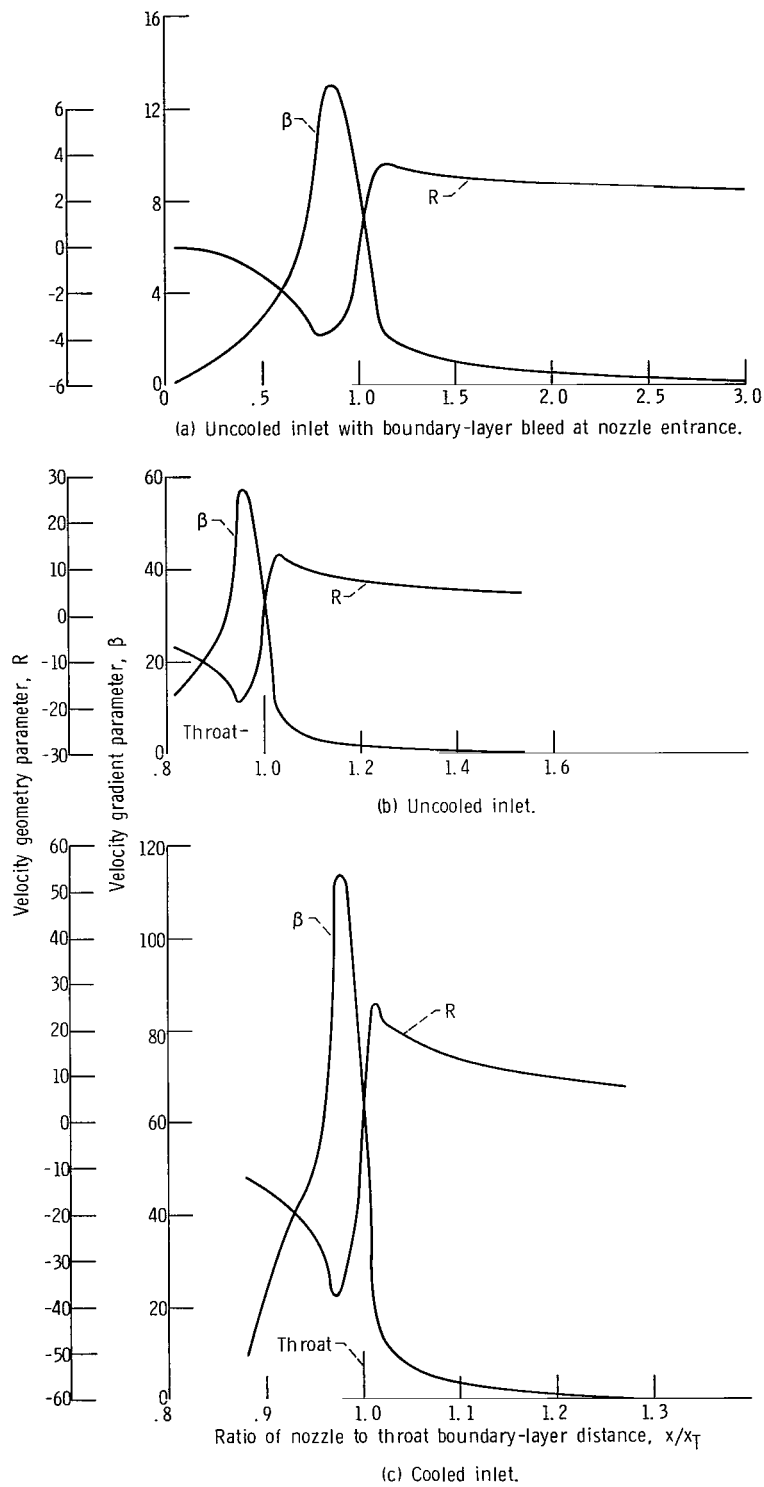 16
12
8
4
0
6
4
2
0
-2
-4
-6
β
R
0 .5 1.0 1.5 2.0 2.5 3.0
(a) Uncooled inlet with boundary-layer bleed at nozzle entrance.
30
20
10
0
-10
-20
-30
60
40
20
0
β
R
Throat
.8 1.0 1.2 1.4 1.6
(b) Uncooled inlet.
Velocity geometry parameter, R
Velocity gradient parameter, β
60
50
40
30
20
10
0
-10
-20
-30
-40
-50
-60
120
100
80
60
40
20
0
β
R
Throat
.8 .9 1.0 1.1 1.2 1.3
Ratio of nozzle to throat boundary-layer distance, x/xT
(c) Cooled inlet.